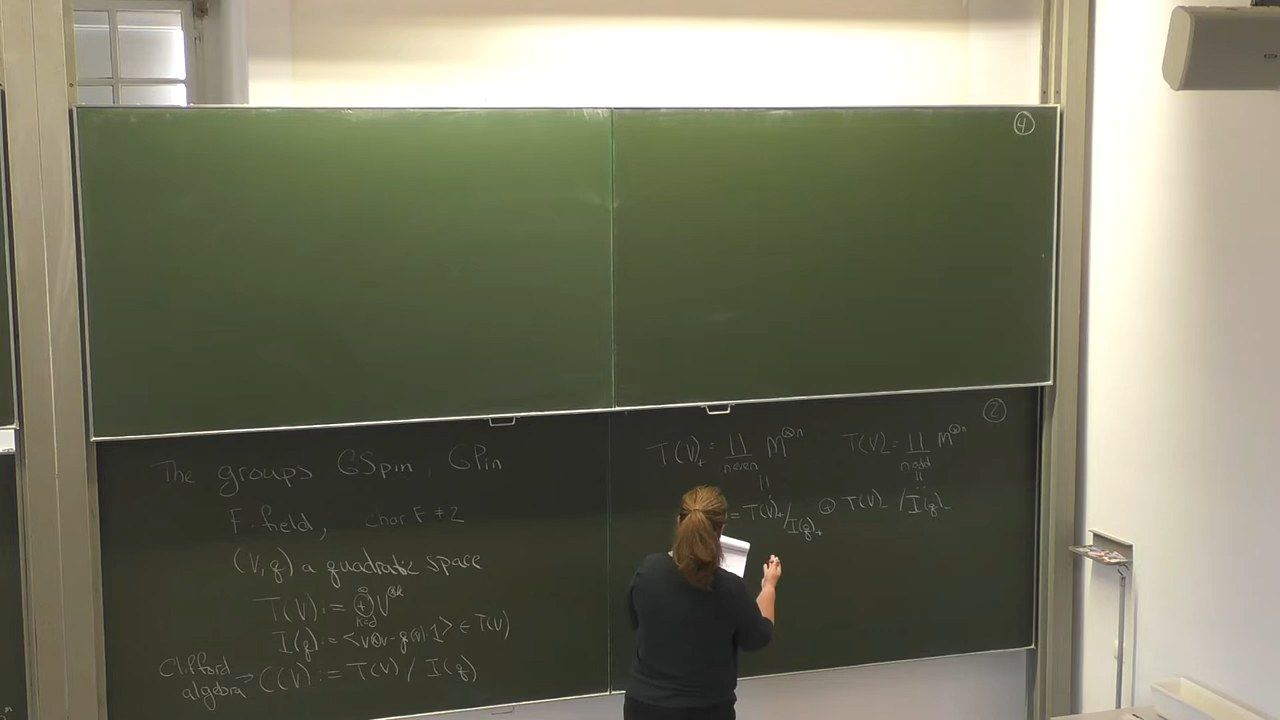 ④
The groups GSpin, GPin
F field, char F ≠ 2
(V, q) a quadratic space
T(V) := ⊕_{k=0}^{∞} V^{⊗k}
I(q) := <v⊗v - q(v)·1> ∈ T(V)
Clifford algebra → C(V) := T(V) / I(q)
②
T(V)_+ = ∐_{n even} M^{⊗n} T(V)_- = ∐_{n odd} M^{⊗n}
= T(V)_+ / I(q)_+ ⊕ T(V)_- / I(q)_-